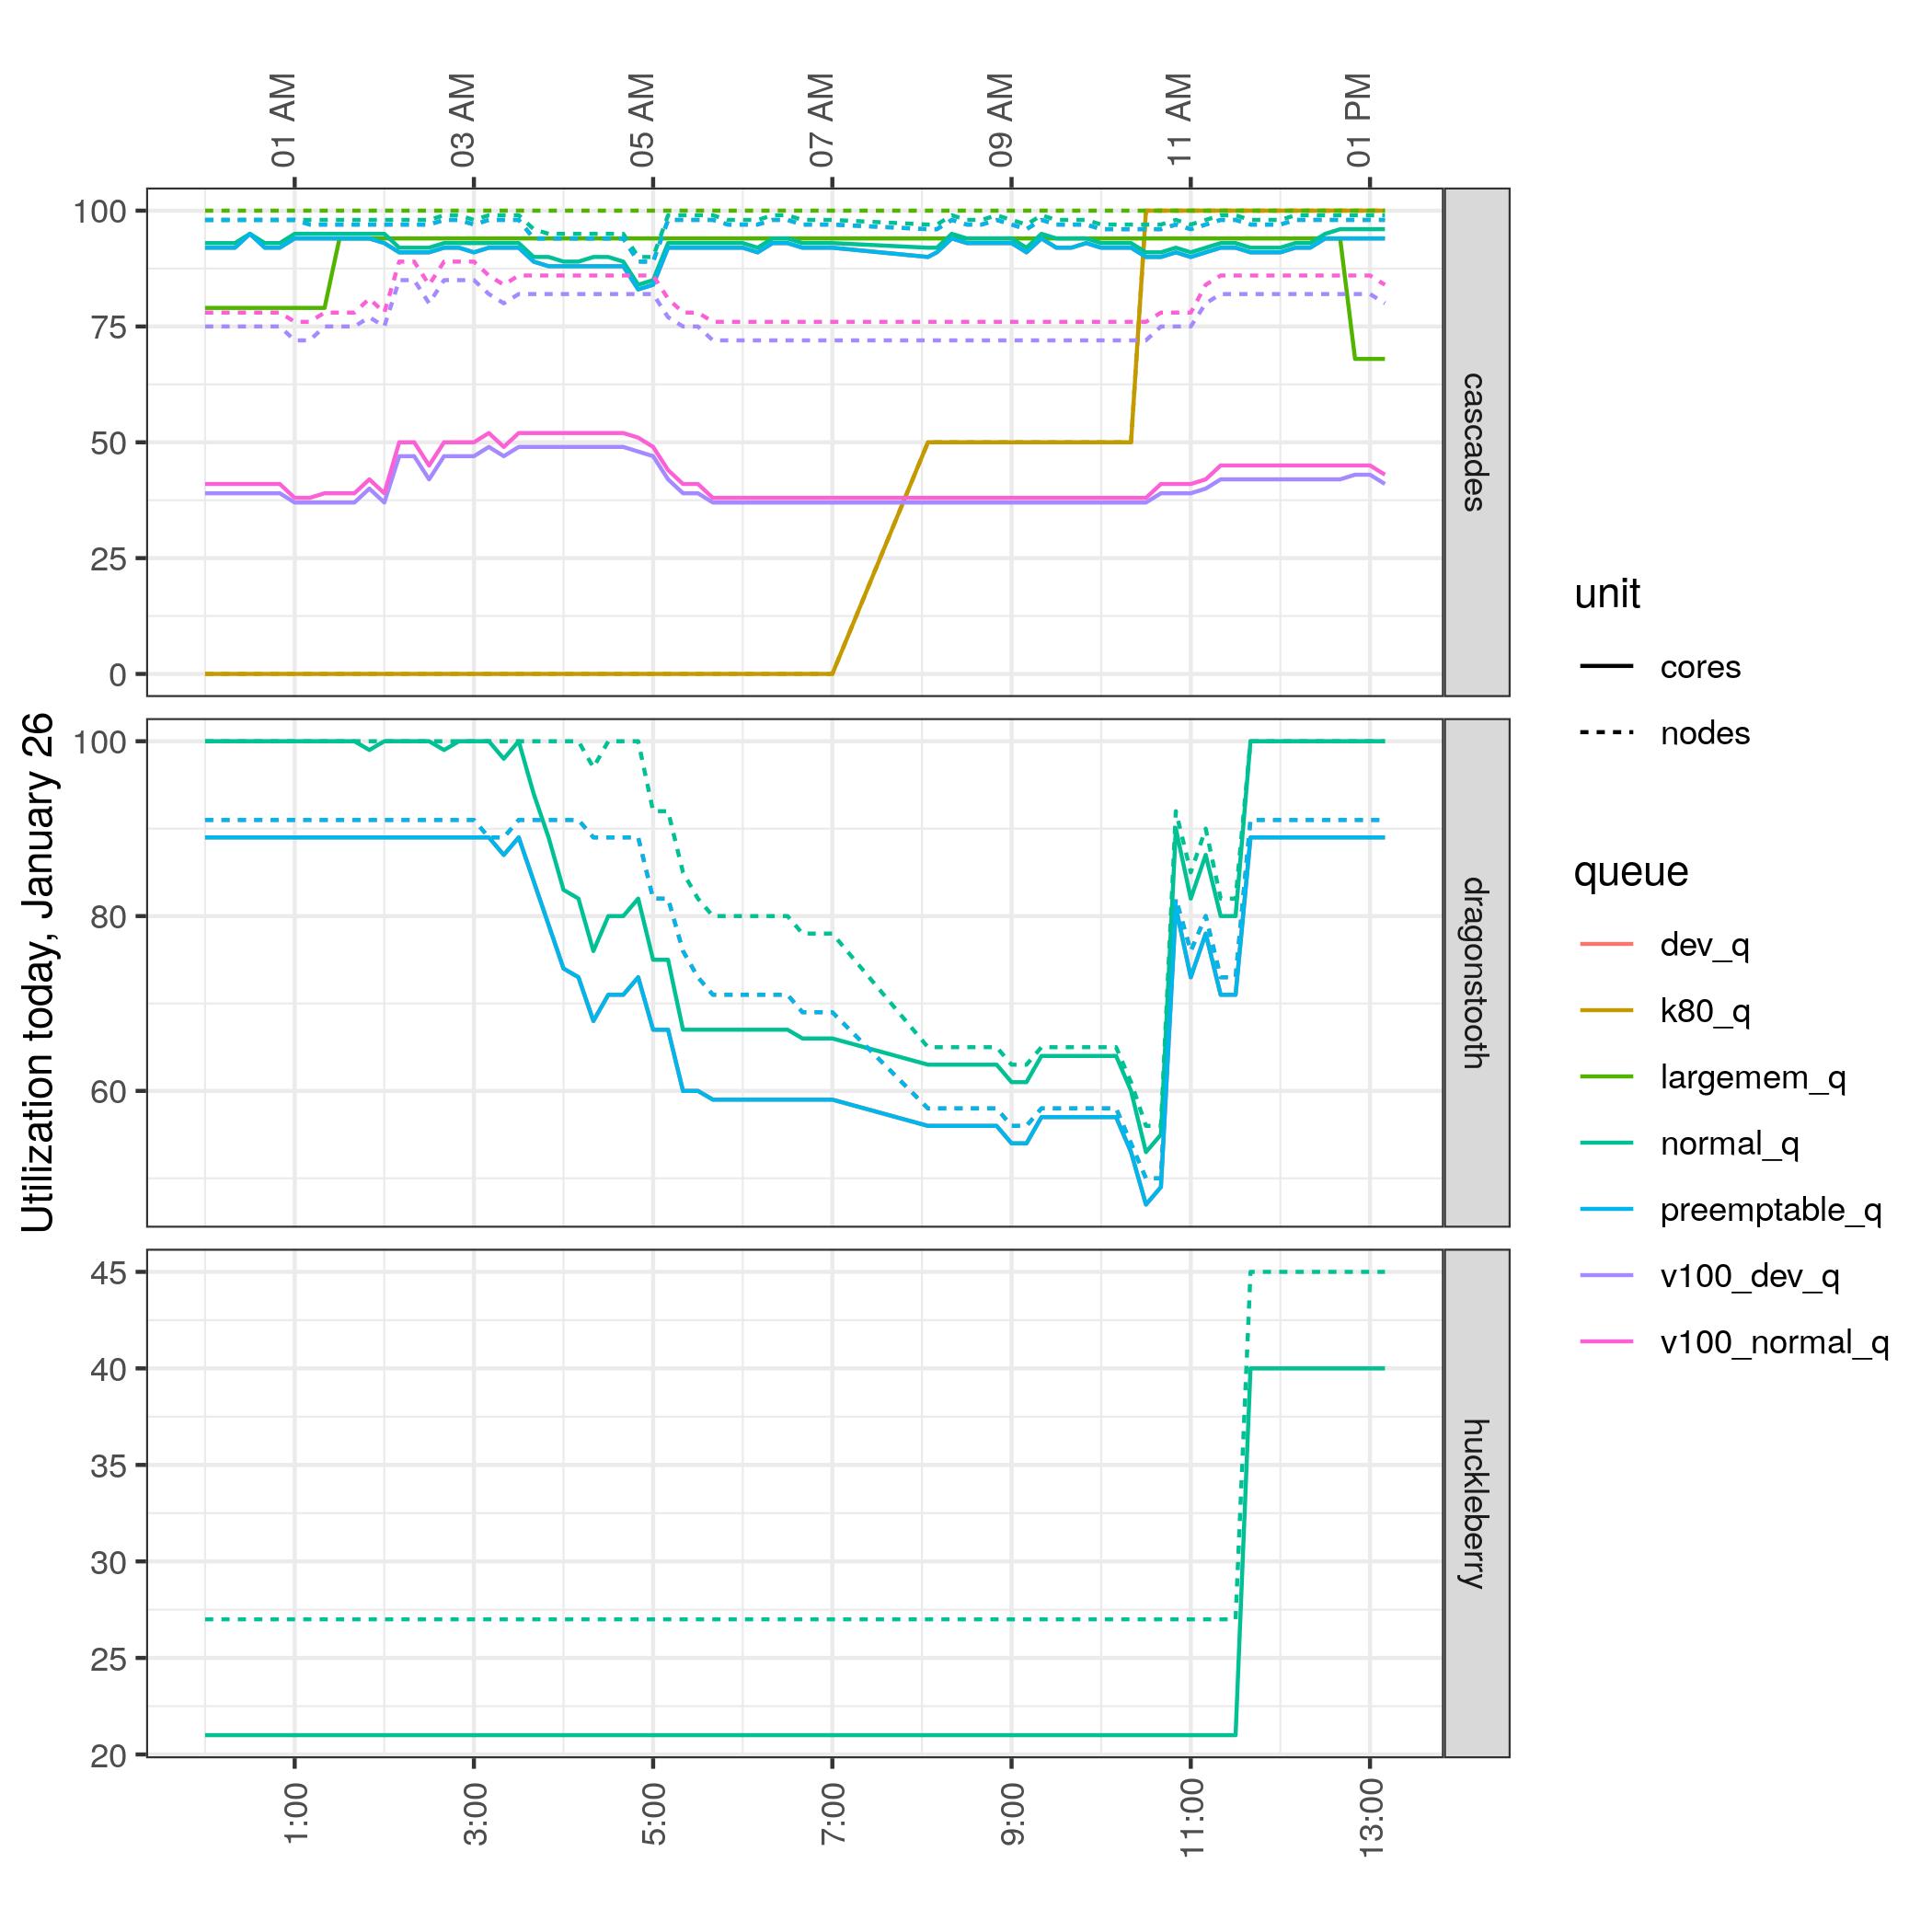 01 AM
03 AM
05 AM
07 AM
09 AM
11 AM
01 PM
Utilization today, January 26
100
75
50
25
0
cascades
100
80
60
dragonstooth
45
40
35
30
25
20
huckleberry
1:00
3:00
5:00
7:00
9:00
11:00
13:00
unit
cores
nodes
queue
dev_q
k80_q
largemem_q
normal_q
preemptable_q
v100_dev_q
v100_normal_q